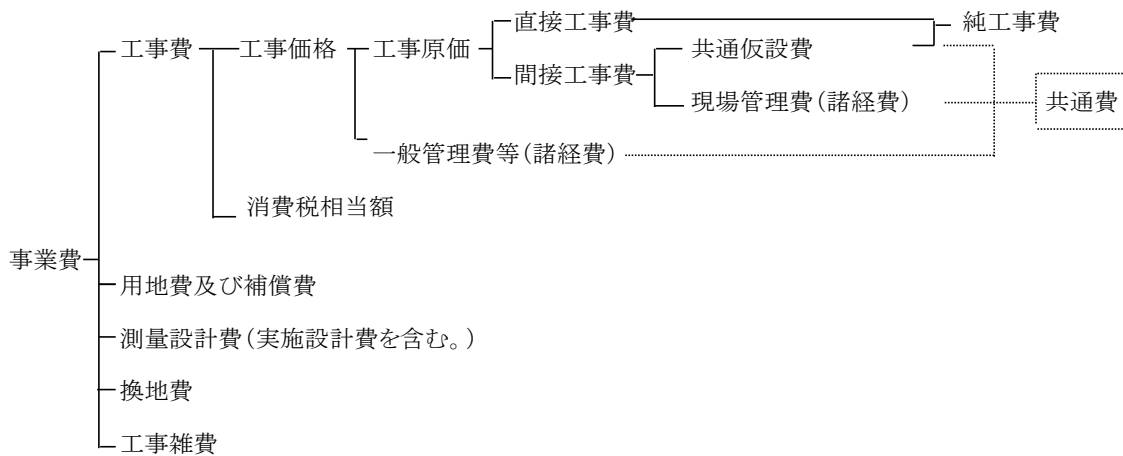 直接工事費
純工事費
工事費
工事価格
工事原価
共通仮設費
間接工事費
現場管理費（諸経費）
共通費
一般管理費等（諸経費）
消費税相当額
事業費
用地費及び補償費
測量設計費（実施設計費を含む。）
換地費
工事雑費